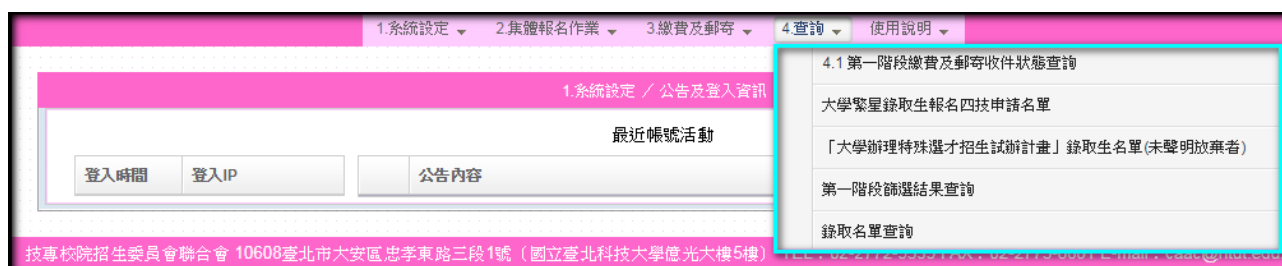 1.系統設定 2.集體報名作業 3.繳費及郵寄 4.查詢 使用說明
4.1 第一階段繳費及郵寄收件狀態查詢
1.系統設定 / 公告及登入資訊
大學繁星錄取生報名四技申請名單
最近帳號活動
「大學辦理特殊選才招生試辦計畫」錄取生名單(未聲明放棄者)
登入時間 登入IP 公告內容
第一階段篩選結果查詢
錄取名單查詢
技專校院招生委員會聯合會 10608臺北市大安區忠孝東路三段1號〔國立臺北科技大學億光大樓5樓〕